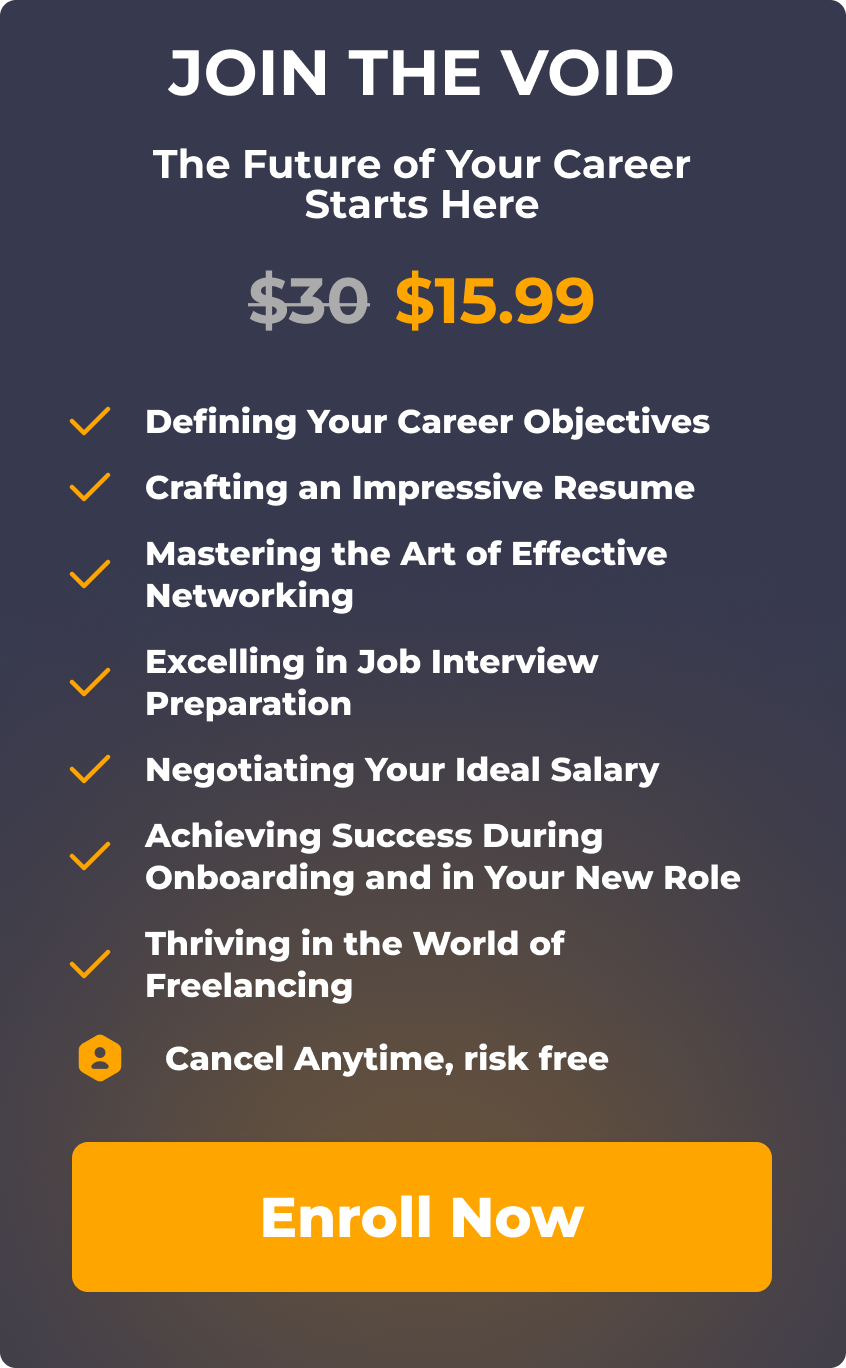 JOIN THE VOID
The Future of Your Career
Starts Here
$30 $15.99
Defining Your Career Objectives
Crafting an Impressive Resume
Mastering the Art of Effective
Networking
Excelling in Job Interview
Preparation
Negotiating Your Ideal Salary
Achieving Success During
Onboarding and in Your New Role
Thriving in the World of
Freelancing
Cancel Anytime, risk free
Enroll Now